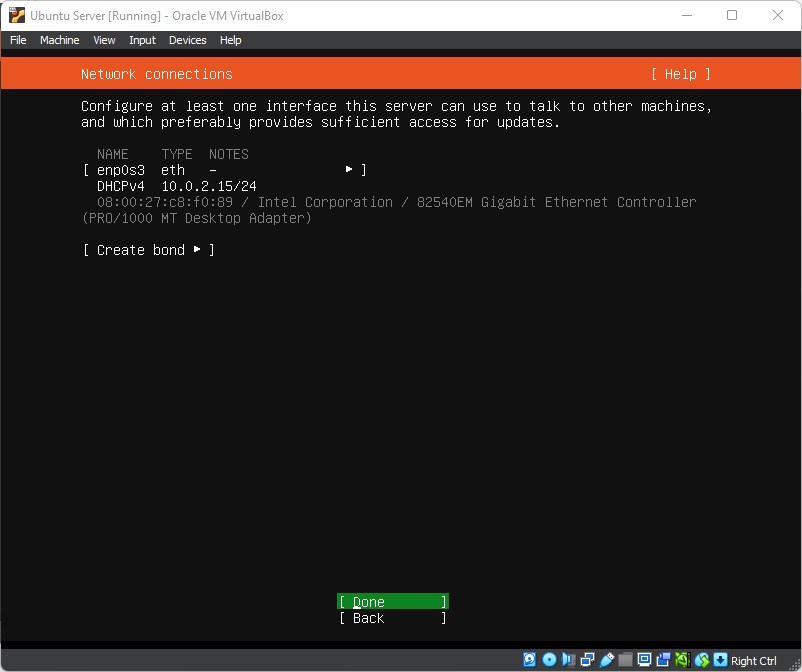 Ubuntu Server [Running] - Oracle VM VirtualBox
File Machine View Input Devices Help
Network connections [ Help ]
Configure at least one interface this server can use to talk to other machines,
and which preferably provides sufficient access for updates.
NAME TYPE NOTES
[ enp0s3 eth - ▸ ]
DHCPv4 10.0.2.15/24
08:00:27:c8:f0:89 / Intel Corporation / 82540EM Gigabit Ethernet Controller
(PRO/1000 MT Desktop Adapter)
[ Create bond ▸ ]
[ Done ]
[ Back ]
Right Ctrl